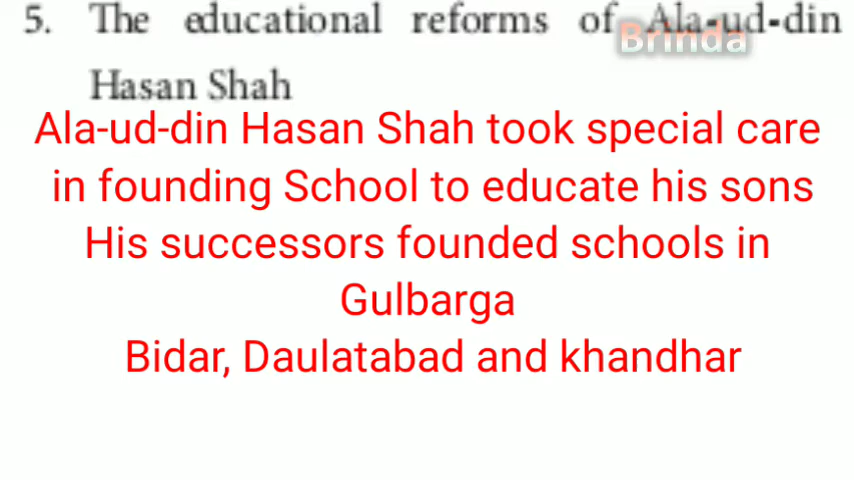 5. The educational reforms of Ala-ud-din
Brinda
Hasan Shah
Ala-ud-din Hasan Shah took special care
in founding School to educate his sons
His successors founded schools in
Gulbarga
Bidar, Daulatabad and khandhar